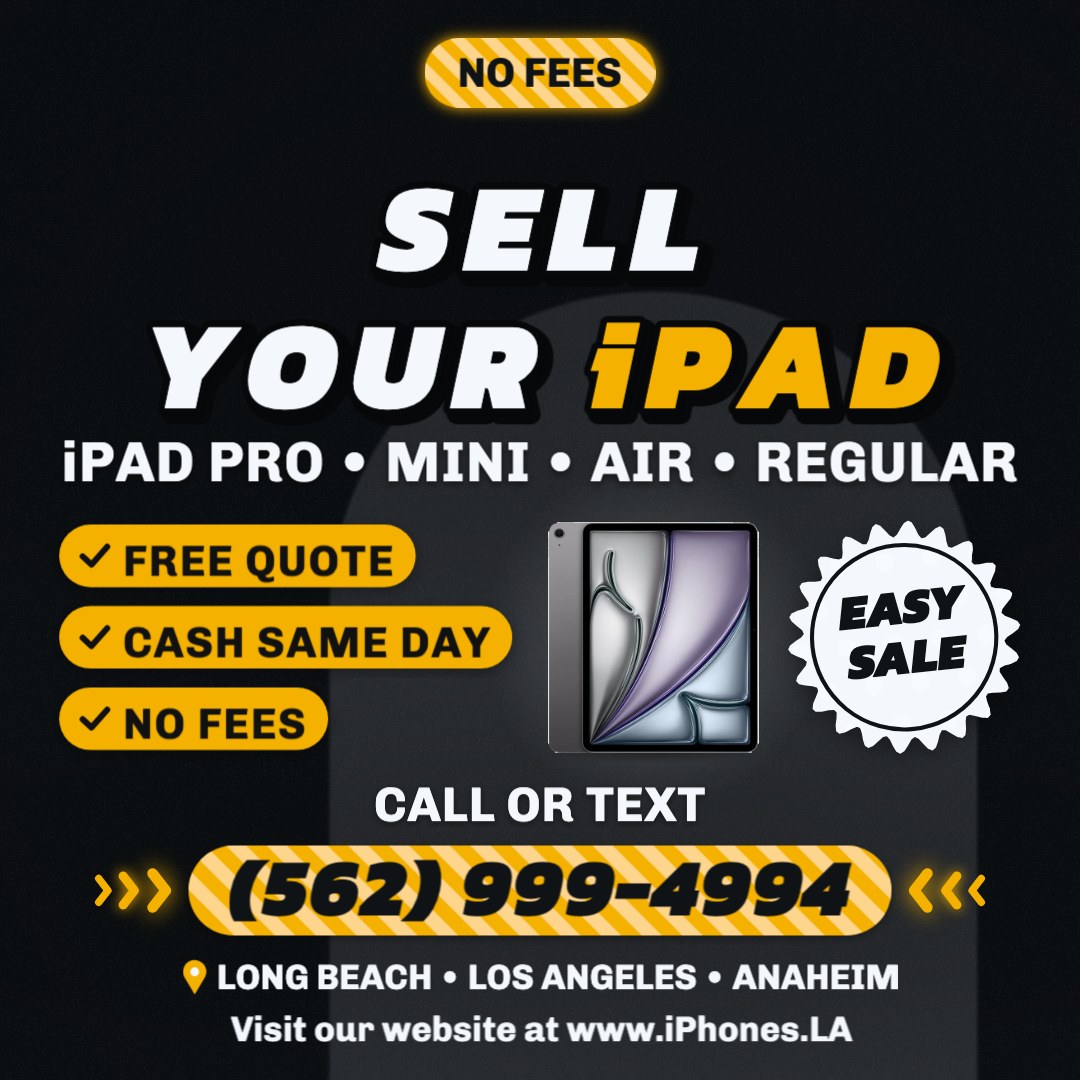 NO FEES
SELL
YOUR iPAD
iPAD PRO • MINI • AIR • REGULAR
✓ FREE QUOTE
✓ CASH SAME DAY
✓ NO FEES
EASY
SALE
CALL OR TEXT
(562) 999-4994
LONG BEACH • LOS ANGELES • ANAHEIM
Visit our website at www.iPhones.LA